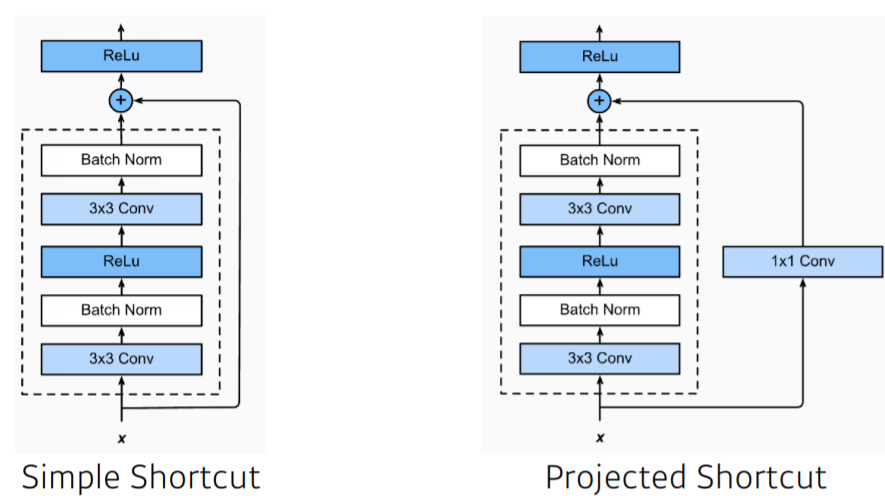 ReLu
+
Batch Norm
3x3 Conv
ReLu
Batch Norm
3x3 Conv
x
Simple Shortcut
ReLu
+
Batch Norm
3x3 Conv
ReLu
1x1 Conv
Batch Norm
3x3 Conv
x
Projected Shortcut